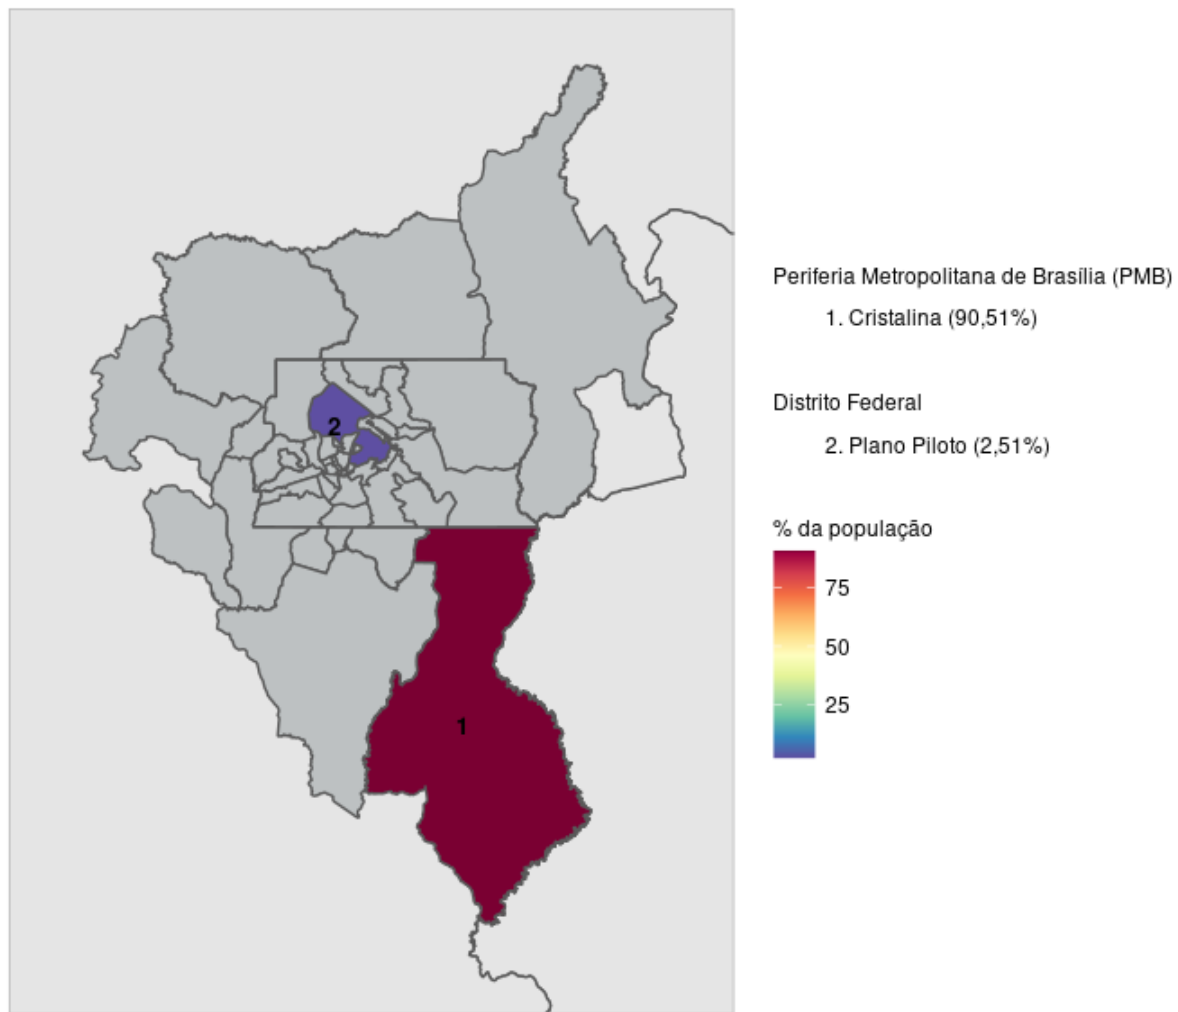 Periferia Metropolitana de Brasília (PMB)
1. Cristalina (90,51%)
Distrito Federal
2. Plano Piloto (2,51%)
% da população
75
50
25
2
1